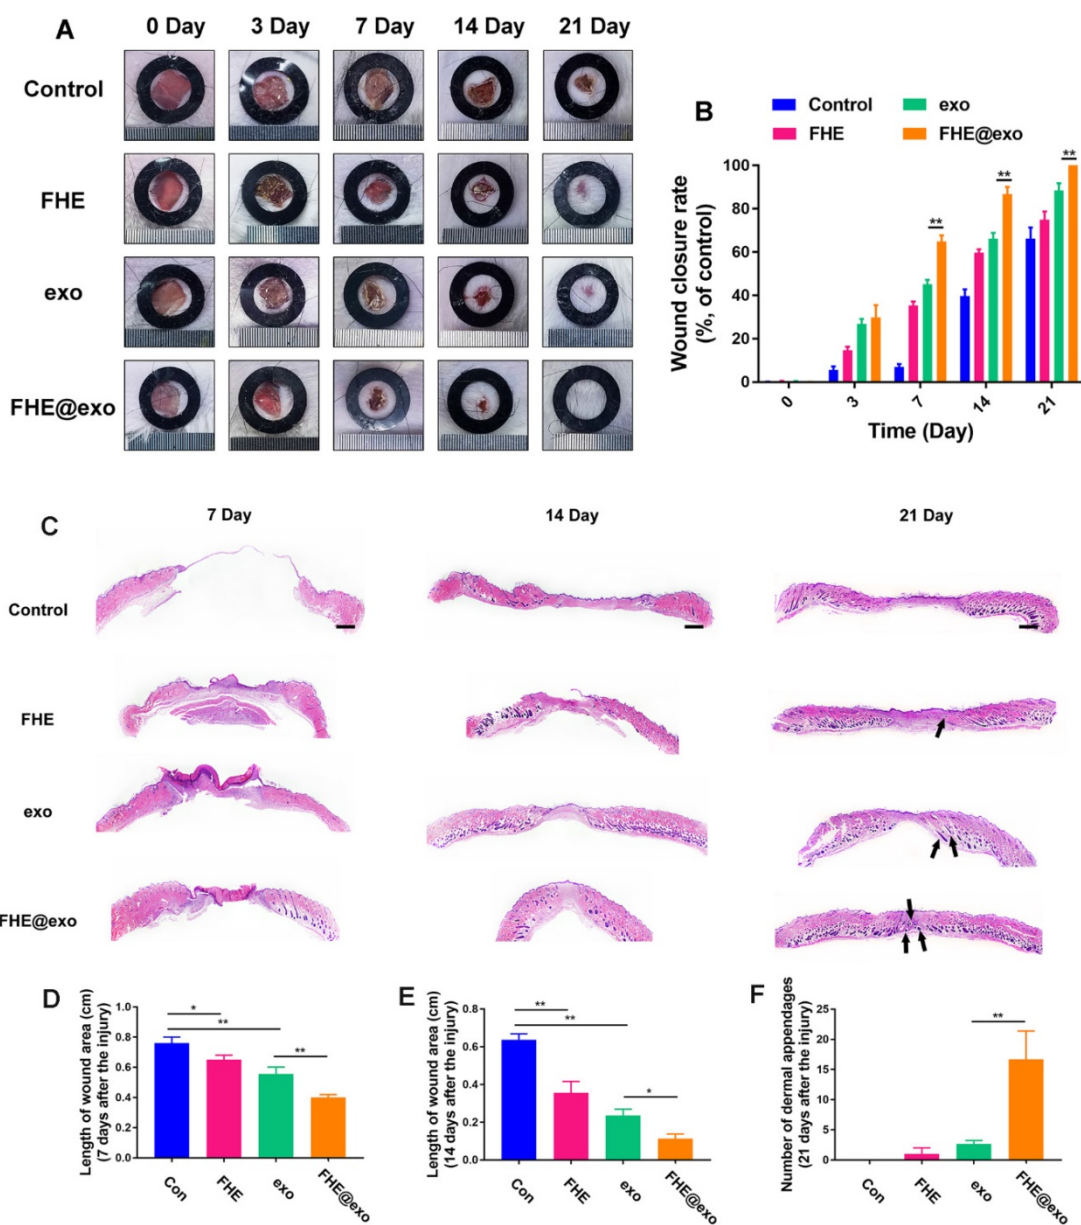 A
0 Day 3 Day 7 Day 14 Day 21 Day
Control
FHE
exo
FHE@exo
B
Control exo
FHE FHE@exo
Wound closure rate
(%, of control)
100
80
60
40
20
0
** ** **
0 3 7 14 21
Time (Day)
C
7 Day 14 Day 21 Day
Control
FHE
exo
FHE@exo
D
Length of wound area (cm)
(7 days after the injury)
1.0
0.8
0.6
0.4
0.2
0.0
*
**
**
Con FHE exo FHE@exo
E
Length of wound area (cm)
(14 days after the injury)
0.8
0.6
0.4
0.2
0.0
**
**
*
Con FHE exo FHE@exo
F
Number of dermal appendages
(21 days after the injury)
25
20
15
10
5
0
**
Con FHE exo FHE@exo